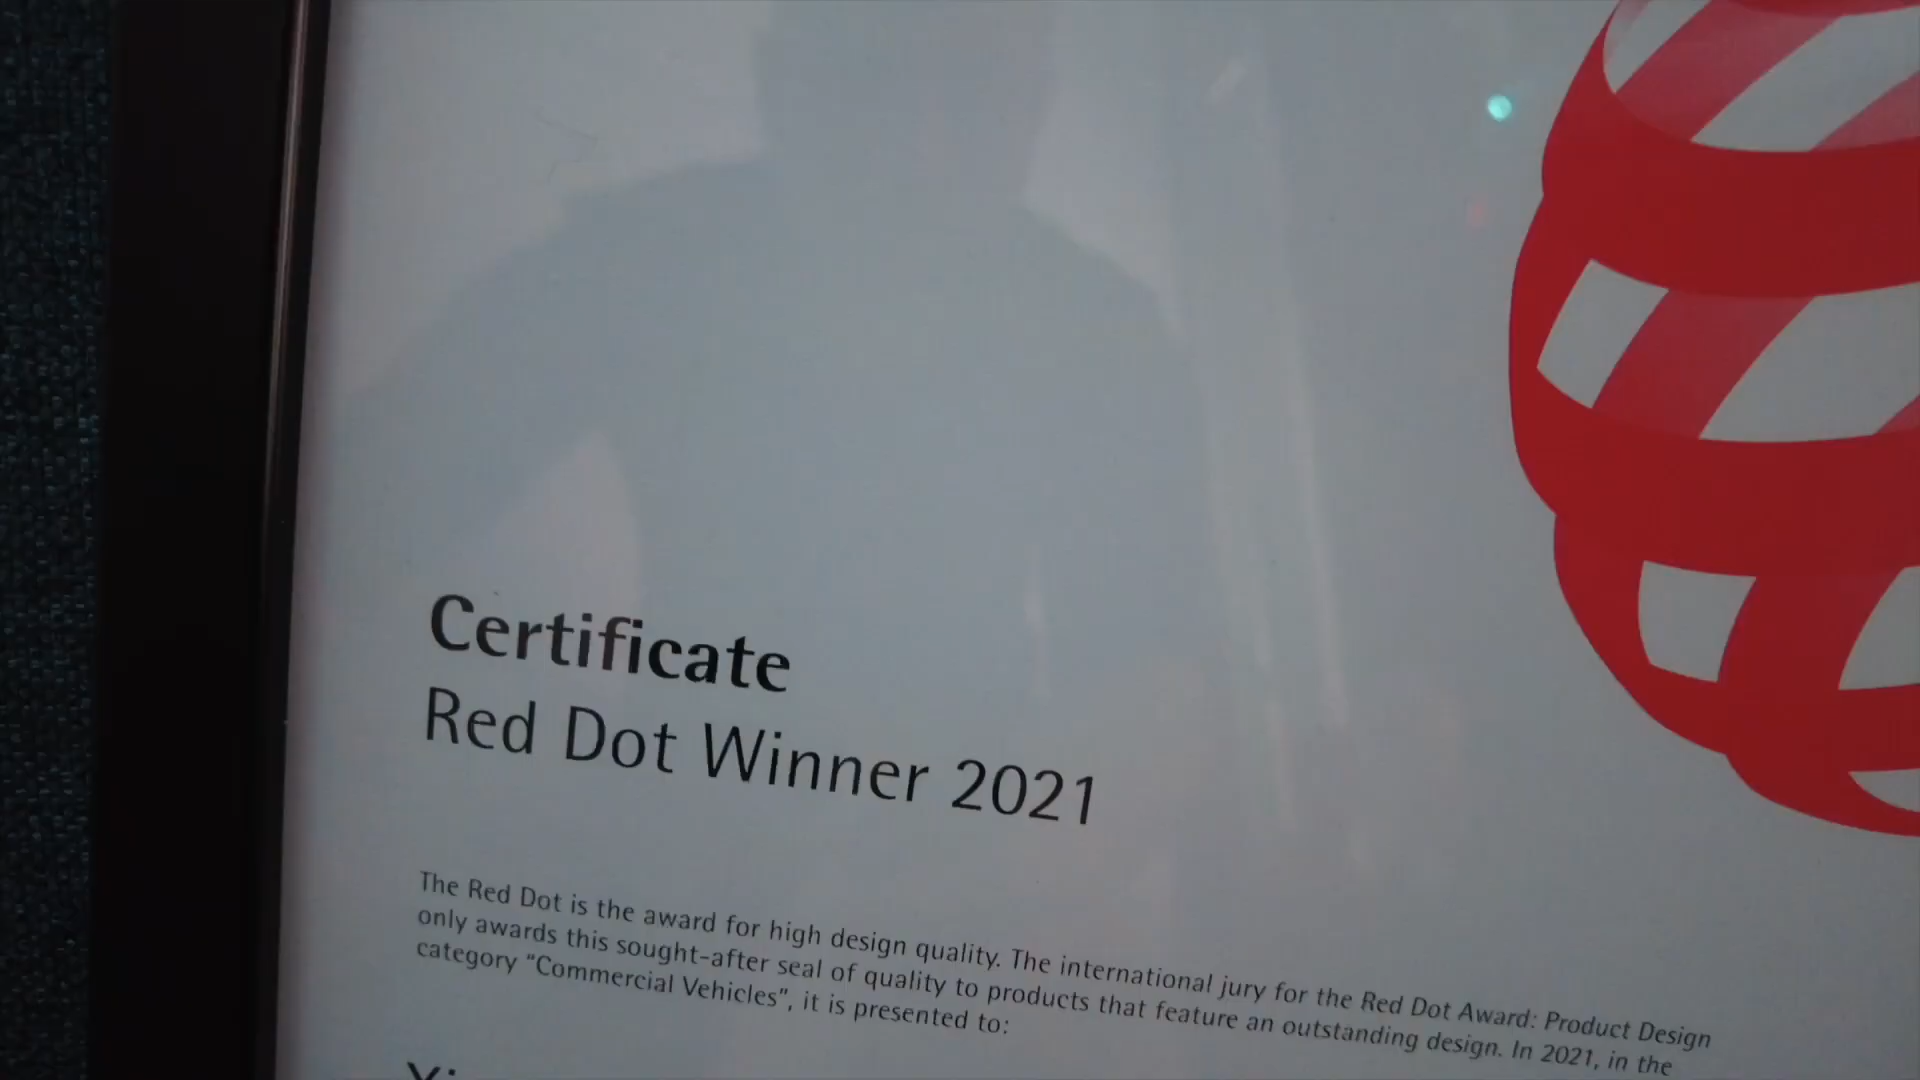 Certificate
Red Dot Winner 2021
The Red Dot is the award for high design quality. The international jury for the Red Dot Award: Product Design
only awards this sought-after seal of quality to products that feature an outstanding design. In 2021, in the
category “Commercial Vehicles”, it is presented to: